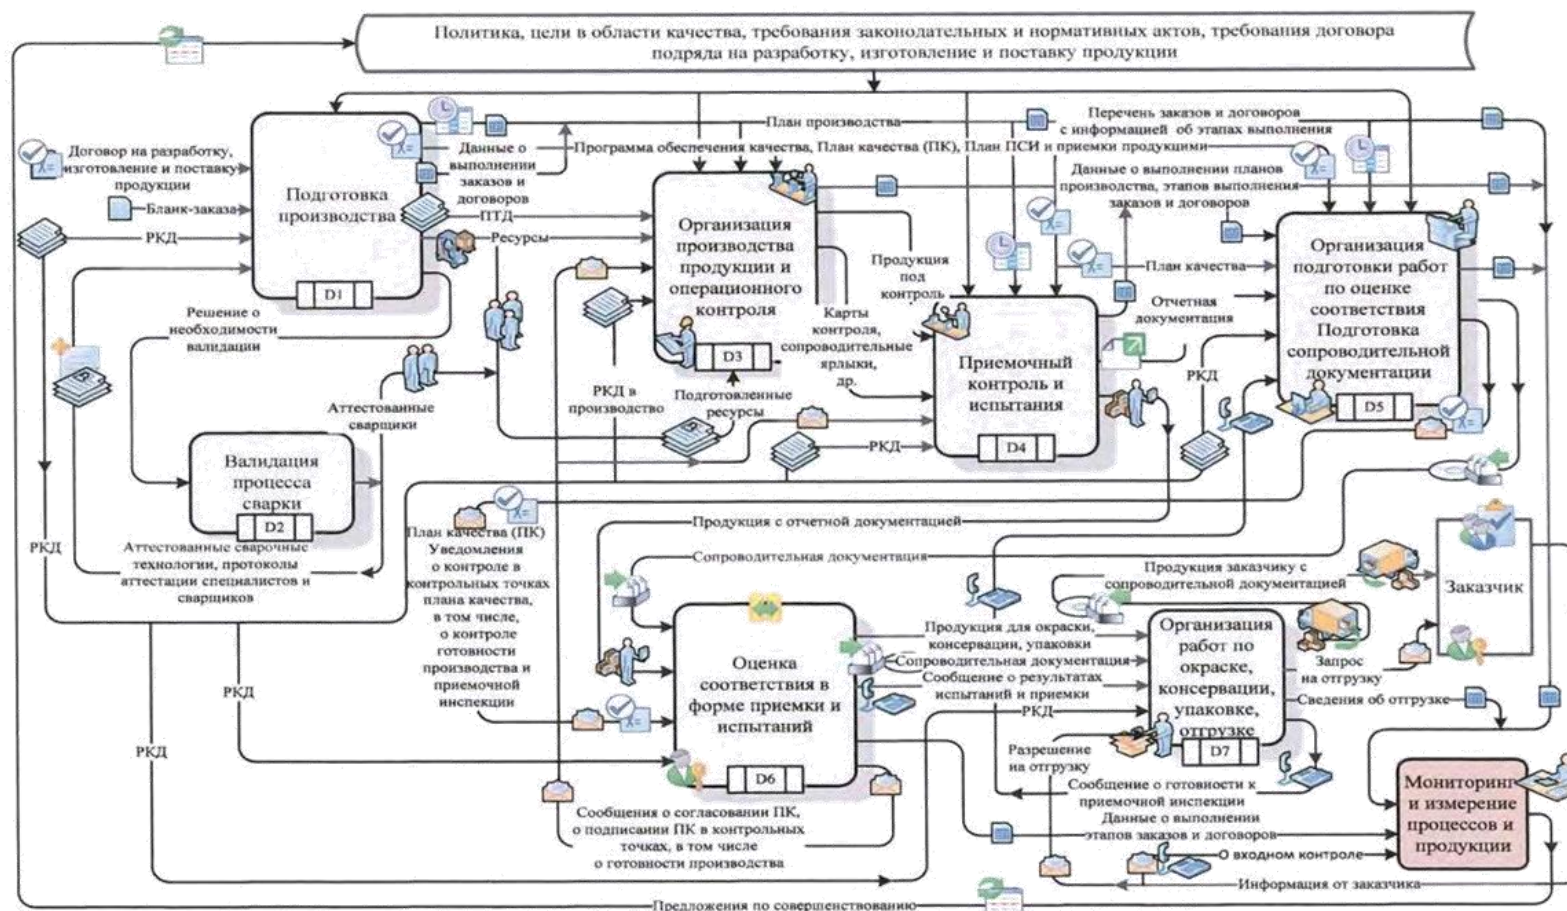 Политика, цели в области качества, требования законодательных и нормативных актов, требования договора
подряда на разработку, изготовление и поставку продукции
Договор на разработку,
изготовление и поставку
продукции
Бланк-заказа
РКД
Подготовка
производства
D1
Данные о
выполнении
заказов и
договоров
ПТД
Ресурсы
План производства
Программа обеспечения качества, План качества (ПК), План ПСИ и приемки продукциии
Перечень заказов и договоров
с информацией об этапах выполнения
Данные о выполнении планов
производства, этапов выполнения
заказов и договоров
Организация
производства
продукции и
операционного
контроля
D3
Продукция
под
контроль
План качества
Отчетная
документация
Организация
подготовки работ
по оценке
соответствия
Подготовка
сопроводительной
документации
D5
Решение о
необходимости
валидации
Карты
контроля,
сопроводительные
ярлыки,
др.
Приемочный
контроль и
испытания
D4
РКД
РКД в
производство
Подготовленные
ресурсы
РКД
Аттестованные
сварщики
Валидация
процесса
сварки
D2
РКД
Аттестованные сварочные
технологии, протоколы
аттестации специалистов и
сварщиков
План качества (ПК)
Уведомления
о контроле в
контрольных точках
плана качества,
в том числе,
о контроле
готовности
производства и
приемочной
инспекции
Продукция с отчетной документацией
Сопроводительная документация
Продукция заказчику с
сопроводительной документацией
Заказчик
Оценка
соответствия в
форме приемки и
испытаний
D6
Продукция для окраски,
консервации, упаковки
Сопроводительная документация
Сообщение о результатах
испытаний и приемки
РКД
Организация
работ по
окраске,
консервации,
упаковке,
отгрузке
D7
Запрос
на отгрузку
Сведения об отгрузке
РКД
РКД
Разрешение
на отгрузку
Сообщение о готовности к
приемочной инспекции
Данные о выполнении
этапов заказов и договоров
О входном контроле
Мониторинг
и измерение
процессов и
продукции
Сообщения о согласовании ПК,
о подписании ПК в контрольных
точках, в том числе
о готовности производства
Информация от заказчика
Предложения по совершенствованию